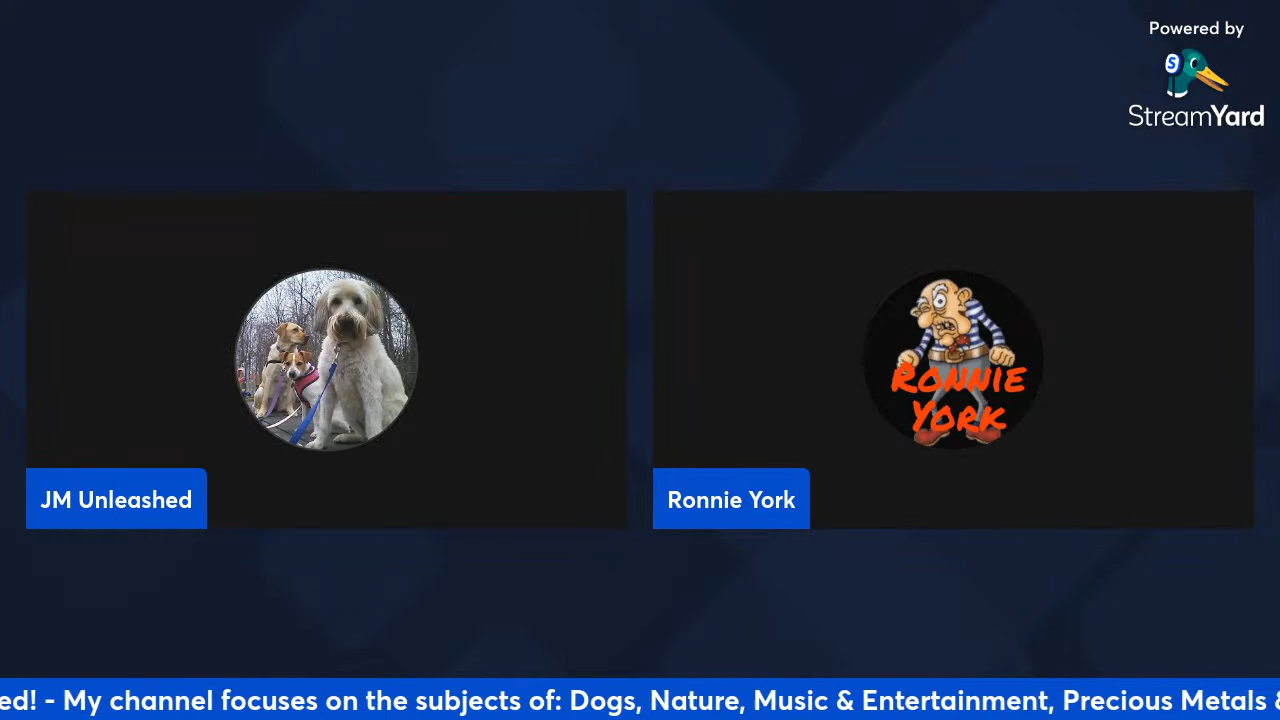 Powered by
S
StreamYard
RONNIE
YORK
JM Unleashed
Ronnie York
ed! - My channel focuses on the subjects of: Dogs, Nature, Music & Entertainment, Precious Metals &